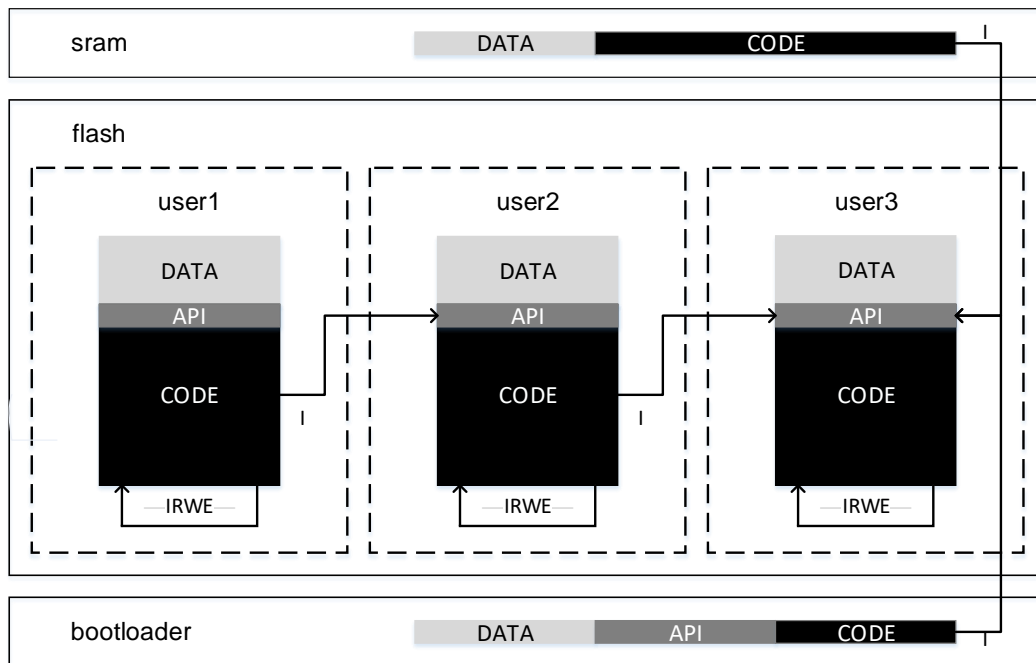 sram
DATA CODE I
flash
user1 user2 user3
DATA DATA DATA
API API API
CODE CODE CODE
I I
IRWE IRWE IRWE
bootloader
DATA API CODE I